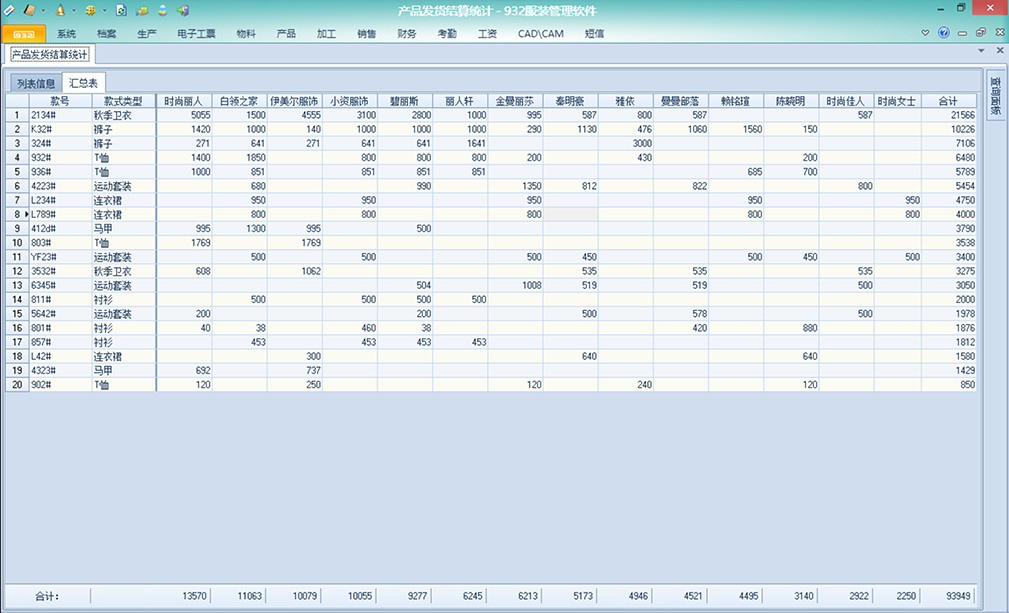 产品发货结算统计 - 932服装管理软件
系统 档案 生产 电子工票 物料 产品 加工 销售 财务 考勤 工资 CAD\CAM 短信
产品发货结算统计
列表信息 汇总表
查询面板
款号 款式类型 时尚丽人 白领之家 伊美尔服饰 小资服饰 碧丽斯 丽人轩 金曼丽莎 秦明豪 雅依 曼曼部落 赖铭瑄 陈晓明 时尚佳人 时尚女士 合计
1 2134# 秋季卫衣 5055 1500 4555 3100 2800 1000 995 587 800 587 587 21566
2 K32# 裤子 1420 1000 140 1000 1000 1000 290 1130 476 1060 1560 150 10226
3 324# 裤子 271 641 271 641 641 1641 3000 7106
4 932# T恤 1400 1850 800 800 800 200 430 200 6480
5 936# T恤 1000 851 851 851 851 685 700 5789
6 4223# 运动套装 680 990 1350 812 822 800 5454
7 L234# 连衣裙 950 950 950 950 950 4750
8 L789# 连衣裙 800 800 800 800 800 4000
9 412d# 马甲 995 1300 995 500 3790
10 803# T恤 1769 1769 3538
11 YF23# 运动套装 500 500 500 450 500 450 500 3400
12 3532# 秋季卫衣 608 1062 535 535 535 3275
13 6345# 运动套装 504 1008 519 519 500 3050
14 811# 衬衫 500 500 500 500 2000
15 5642# 运动套装 200 200 500 578 500 1978
16 801# 衬衫 40 38 460 38 420 880 1876
17 857# 衬衫 453 453 453 453 1812
18 L42# 连衣裙 300 640 640 1580
19 4323# 马甲 692 737 1429
20 902# T恤 120 250 120 240 120 850
合计: 13570 11063 10079 10055 9277 6245 6213 5173 4946 4521 4495 3140 2922 2250 93949